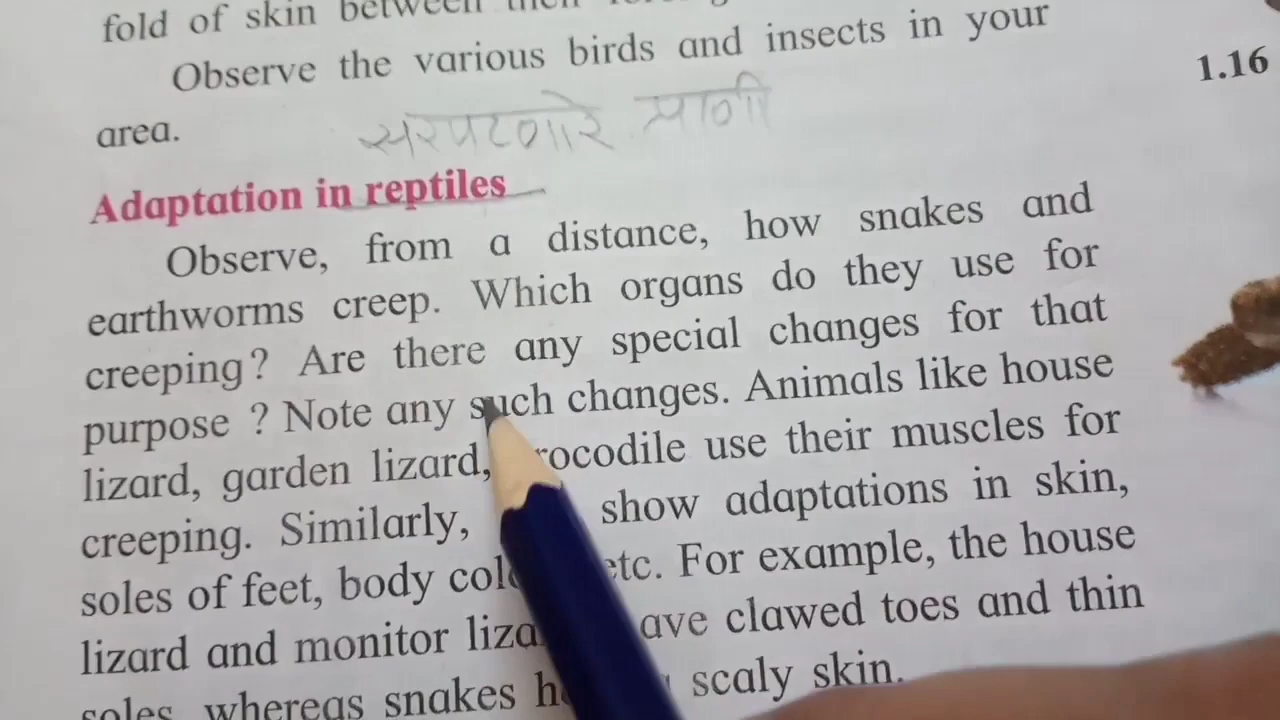 fold of skin between their
Observe the various birds and insects in your
1.16
area.
सरपटणारे प्राणी
Adaptation in reptiles
Observe, from a distance, how snakes and
earthworms creep. Which organs do they use for
creeping? Are there any special changes for that
purpose ? Note any such changes. Animals like house
lizard, garden lizard, crocodile use their muscles for
creeping. Similarly, show adaptations in skin,
soles of feet, body colour etc. For example, the house
lizard and monitor lizard have clawed toes and thin
soles, whereas snakes scaly skin.